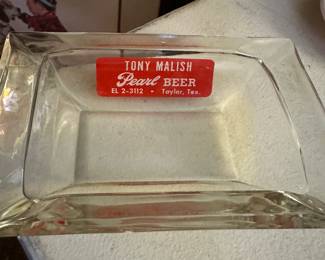 TONY MALISH
Pearl BEER
EL 2-3112 • Taylor, Tex.